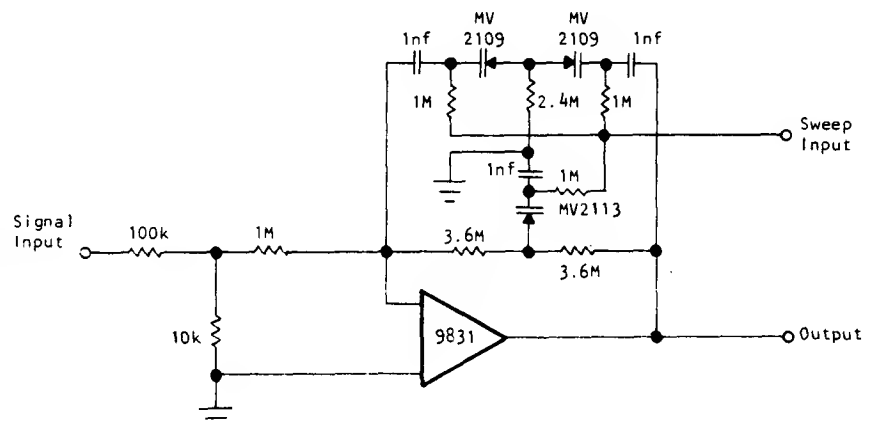 MV
2109
MV
2109
1nf
1nf
1M
2.4M
1M
Sweep
Input
1nf
1M
MV2113
Signal
Input
100k
1M
3.6M
3.6M
10k
9831
Output